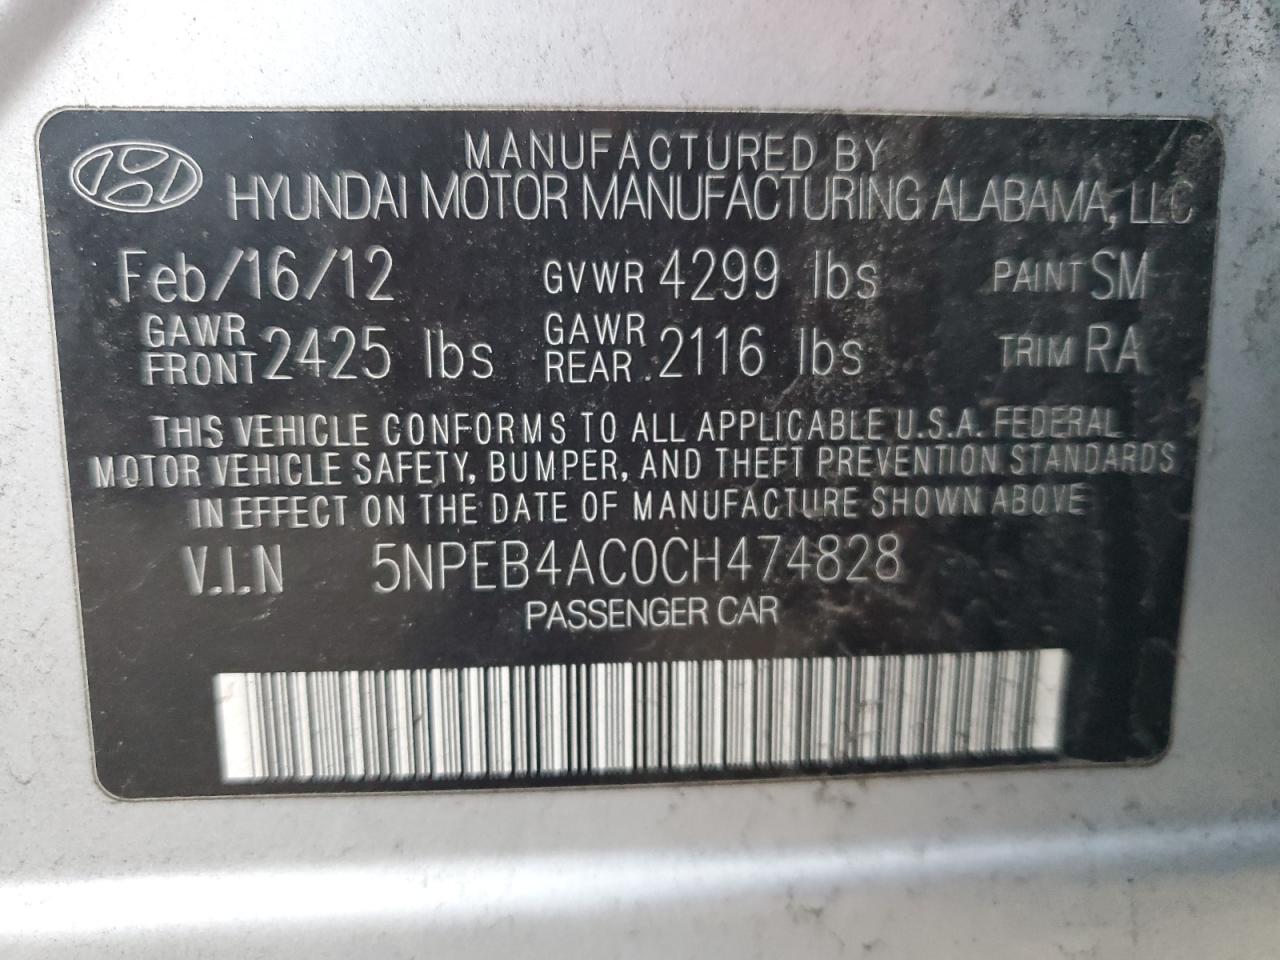 MANUFACTURED BY
HYUNDAI MOTOR MANUFACTURING ALABAMA, LLC
Feb/16/12 GVWR 4299 lbs PAINT SM
GAWR FRONT 2425 lbs GAWR REAR 2116 lbs TRIM RA
THIS VEHICLE CONFORMS TO ALL APPLICABLE U.S.A. FEDERAL
MOTOR VEHICLE SAFETY, BUMPER, AND THEFT PREVENTION STANDARDS
IN EFFECT ON THE DATE OF MANUFACTURE SHOWN ABOVE
V.I.N 5NPEB4AC0CH474828
PASSENGER CAR